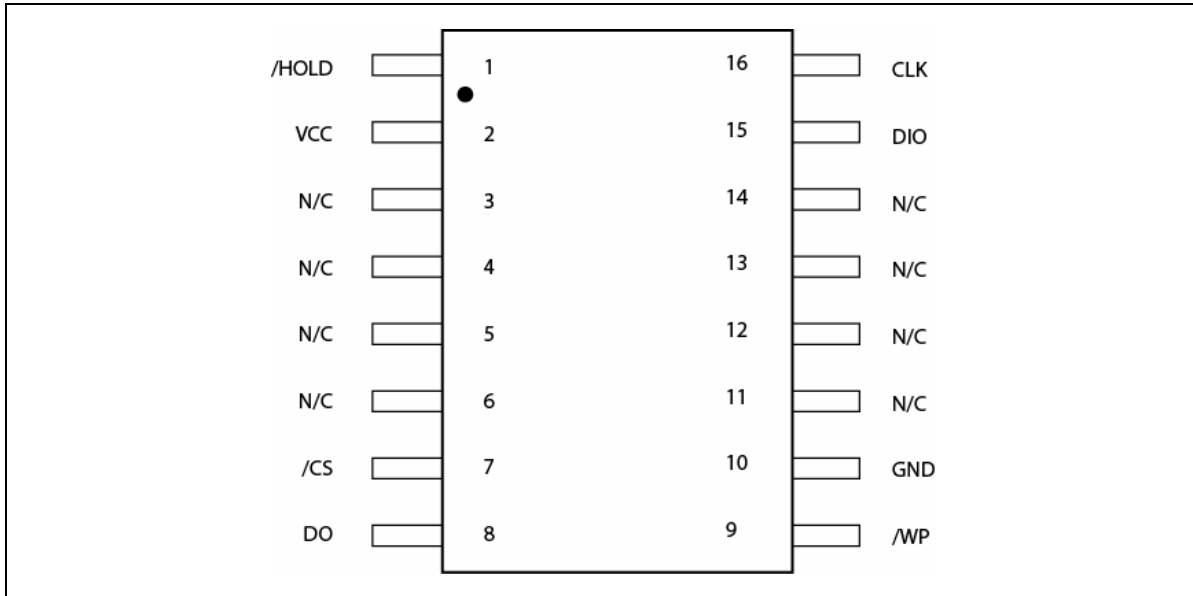 /HOLD 1 16 CLK
VCC 2 15 DIO
N/C 3 14 N/C
N/C 4 13 N/C
N/C 5 12 N/C
N/C 6 11 N/C
/CS 7 10 GND
DO 8 9 /WP